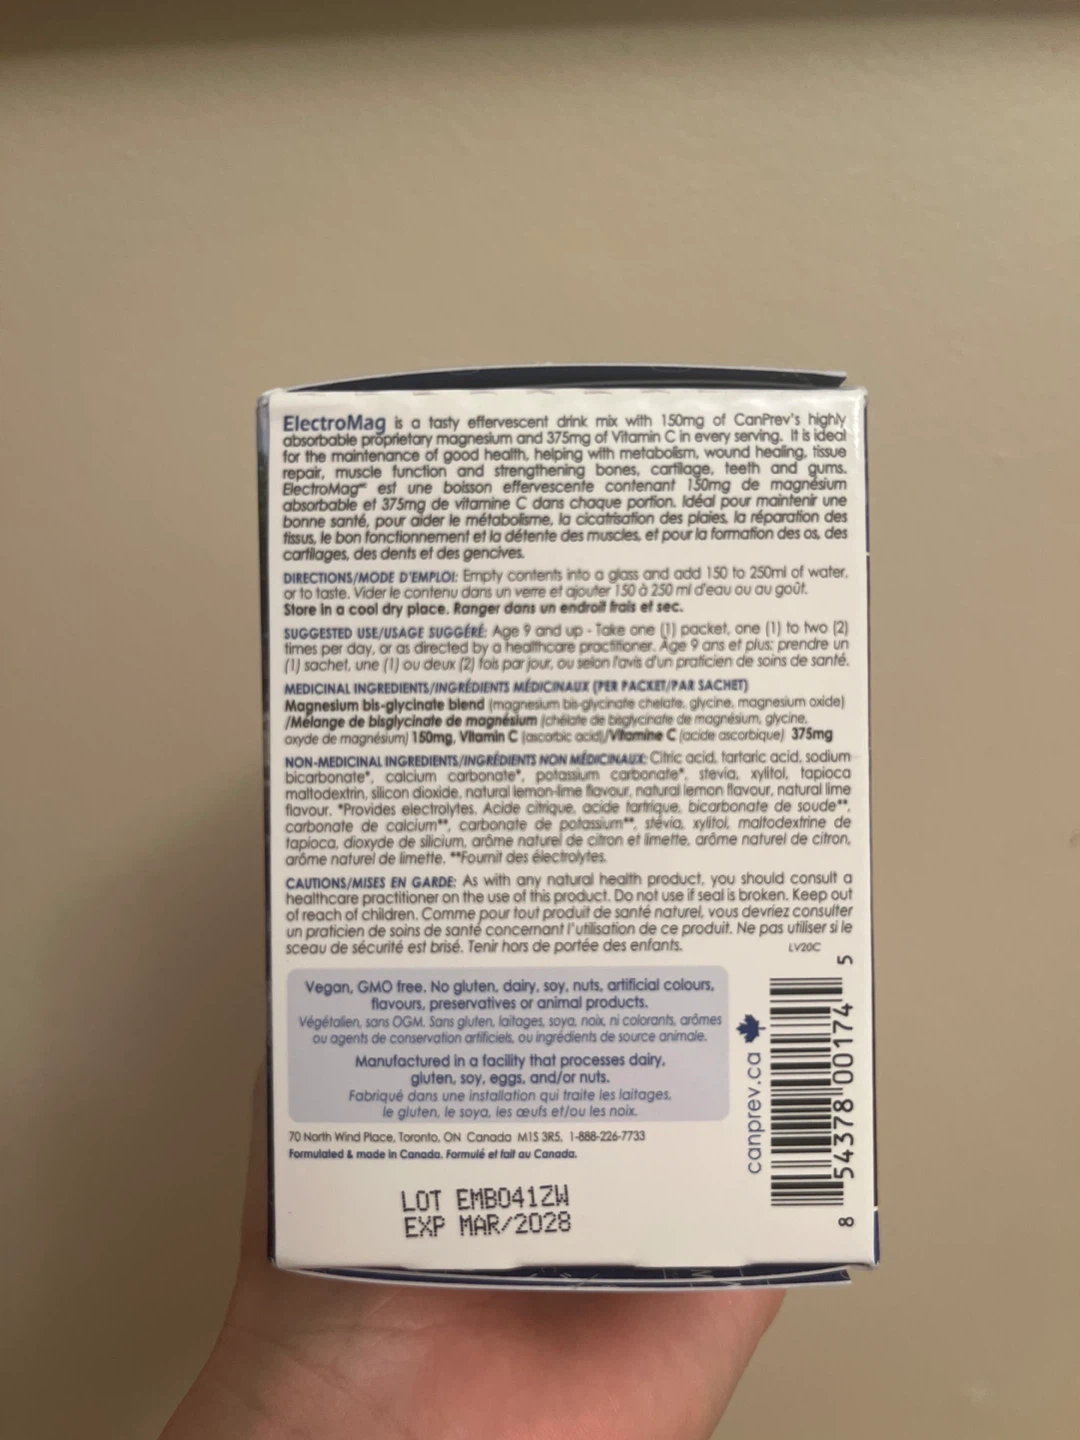 ElectroMag is a tasty effervescent drink mix with 150mg of CanPrev's highly
absorbable proprietary magnesium and 375mg of Vitamin C in every serving. It is ideal
for the maintenance of good health, helping with metabolism, wound healing, tissue
repair, muscle function and strengthening bones, cartilage, teeth and gums.
ElectroMag™ est une boisson effervescente contenant 150mg de magnésium
absorbable et 375mg de vitamine C dans chaque portion. Idéal pour maintenir une
bonne santé, pour aider le métabolisme, la cicatrisation des plaies, la réparation des
tissus, le bon fonctionnement et la détente des muscles, et pour la formation des os, des
cartilages, des dents et des gencives.
DIRECTIONS/MODE D'EMPLOI: Empty contents into a glass and add 150 to 250ml of water,
or to taste. Vider le contenu dans un verre et ajouter 150 à 250 ml d'eau ou au goût.
Store in a cool dry place. Ranger dans un endroit frais et sec.
SUGGESTED USE/USAGE SUGGÉRÉ: Age 9 and up - Take one (1) packet, one (1) to two (2)
times per day, or as directed by a healthcare practitioner. Âge 9 ans et plus: prendre un
(1) sachet, une (1) ou deux (2) fois par jour, ou selon l'avis d'un praticien de soins de santé.
MEDICINAL INGREDIENTS/INGRÉDIENTS MÉDICINAUX (PER PACKET/PAR SACHET)
Magnesium bis-glycinate blend (magnesium bis-glycinate chelate, glycine, magnesium oxide)
/Mélange de bisglycinate de magnésium (chélate de bisglycinate de magnésium, glycine,
oxyde de magnésium) 150mg, Vitamin C (ascorbic acid)/Vitamine C (acide ascorbique) 375mg
NON-MEDICINAL INGREDIENTS/INGRÉDIENTS NON MÉDICINAUX: Citric acid, tartaric acid, sodium
bicarbonate*, calcium carbonate*, potassium carbonate*, stevia, xylitol, tapioca
maltodextrin, silicon dioxide, natural lemon-lime flavour, natural lemon flavour, natural lime
flavour. *Provides electrolytes. Acide citrique, acide tartrique, bicarbonate de soude**,
carbonate de calcium**, carbonate de potassium**, stévia, xylitol, maltodextrine de
tapioca, dioxyde de silicium, arôme naturel de citron et limette, arôme naturel de citron,
arôme naturel de limette. **Fournit des électrolytes.
CAUTIONS/MISES EN GARDE: As with any natural health product, you should consult a
healthcare practitioner on the use of this product. Do not use if seal is broken. Keep out
of reach of children. Comme pour tout produit de santé naturel, vous devriez consulter
un praticien de soins de santé concernant l'utilisation de ce produit. Ne pas utiliser si le
sceau de sécurité est brisé. Tenir hors de portée des enfants.
LV20C
Vegan, GMO free. No gluten, dairy, soy, nuts, artificial colours,
flavours, preservatives or animal products.
Végétalien, sans OGM. Sans gluten, laitages, soya, noix, ni colorants, arômes
ou agents de conservation artificiels, ou ingrédients de source animale.
Manufactured in a facility that processes dairy,
gluten, soy, eggs, and/or nuts.
Fabriqué dans une installation qui traite les laitages,
le gluten, le soya, les œufs et/ou les noix.
70 North Wind Place, Toronto, ON Canada M1S 3R5, 1-888-226-7733
Formulated & made in Canada. Formulé et fait au Canada.
canprev.ca
8 54378 00174 5
LOT EMB041ZW
EXP MAR/2028